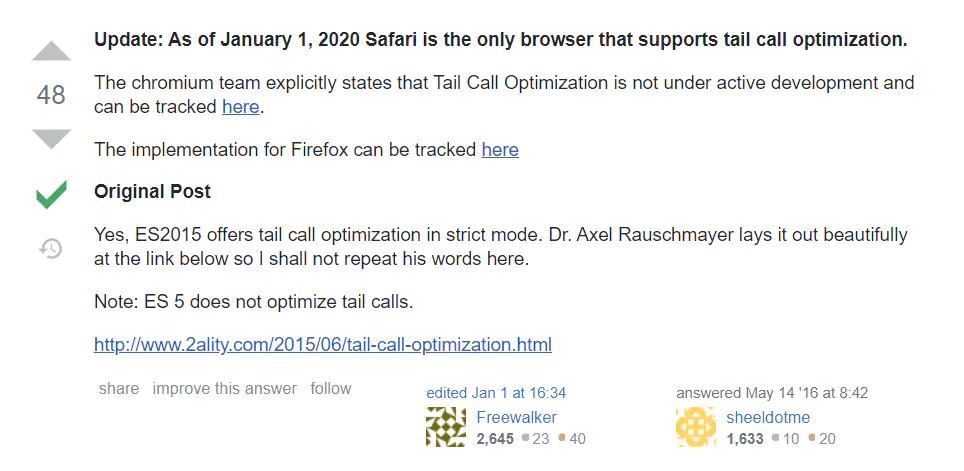 Update: As of January 1, 2020 Safari is the only browser that supports tail call optimization.
The chromium team explicitly states that Tail Call Optimization is not under active development and
48
can be tracked here.
The implementation for Firefox can be tracked here
Original Post
Yes, ES2015 offers tail call optimization in strict mode. Dr. Axel Rauschmayer lays it out beautifully
at the link below so I shall not repeat his words here.
Note: ES 5 does not optimize tail calls.
http://www.2ality.com/2015/06/tail-call-optimization.html
share improve this answer follow
edited Jan 1 at 16:34
Freewalker
2,645 23 40
answered May 14 '16 at 8:42
sheeldotme
1,633 10 20